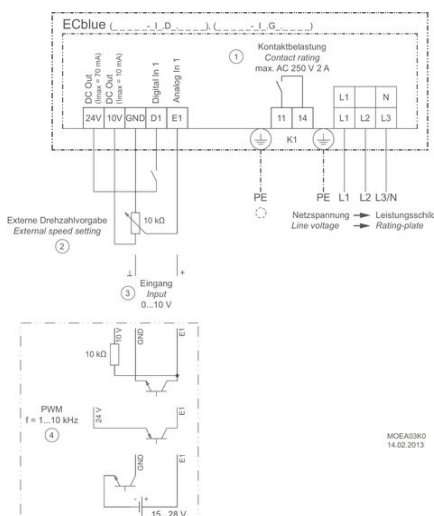 ECblue (_ _ _ _ _-_I_D_._ _ _ _), (_ _ _ _ _-_I_.G_._ _ _ _)
DC Out
(Imax = 70 mA)
DC Out
(Imax = 10 mA)
Digital In 1
Analog In 1
1
Kontaktbelastung
Contact rating
max. AC 250 V 2 A
L1 N
24V 10V GND D1 E1
11 14
L1 L2 L3
K1
PE
PE L1 L2 L3/N
Externe Drehzahlvorgabe
External speed setting
2
10 kΩ
Netzspannung Leistungsschild
Line voltage Rating-plate
⊥ +
3
Eingang
Input
0...10 V
10 kΩ
10 V
GND
E1
PWM
f = 1...10 kHz
4
24 V
E1
GND
E1
- +
15...28 V
MOEA03K0
14.02.2013